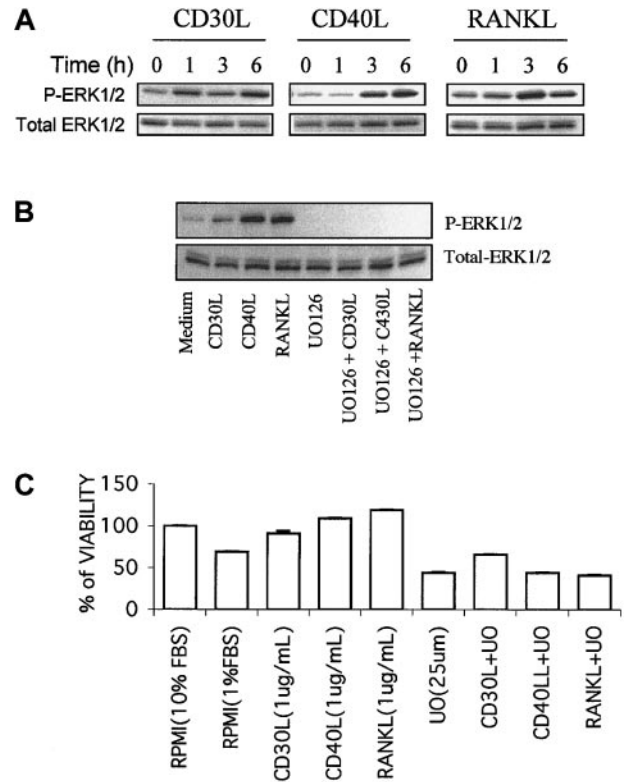 A
CD30L CD40L RANKL
Time (h) 0 1 3 6 0 1 3 6 0 1 3 6
P-ERK1/2
Total ERK1/2
B
P-ERK1/2
Total-ERK1/2
Medium
CD30L
CD40L
RANKL
UO126
UO126 + CD30L
UO126 + C430L
UO126 +RANKL
C
% of VIABILITY
150
100
50
0
RPMI(10% FBS)
RPMI(1%FBS)
CD30L(1ug/mL)
CD40L(1ug/mL)
RANKL(1ug/mL)
UO(25um)
CD30L+UO
CD40LL+UO
RANKL+UO